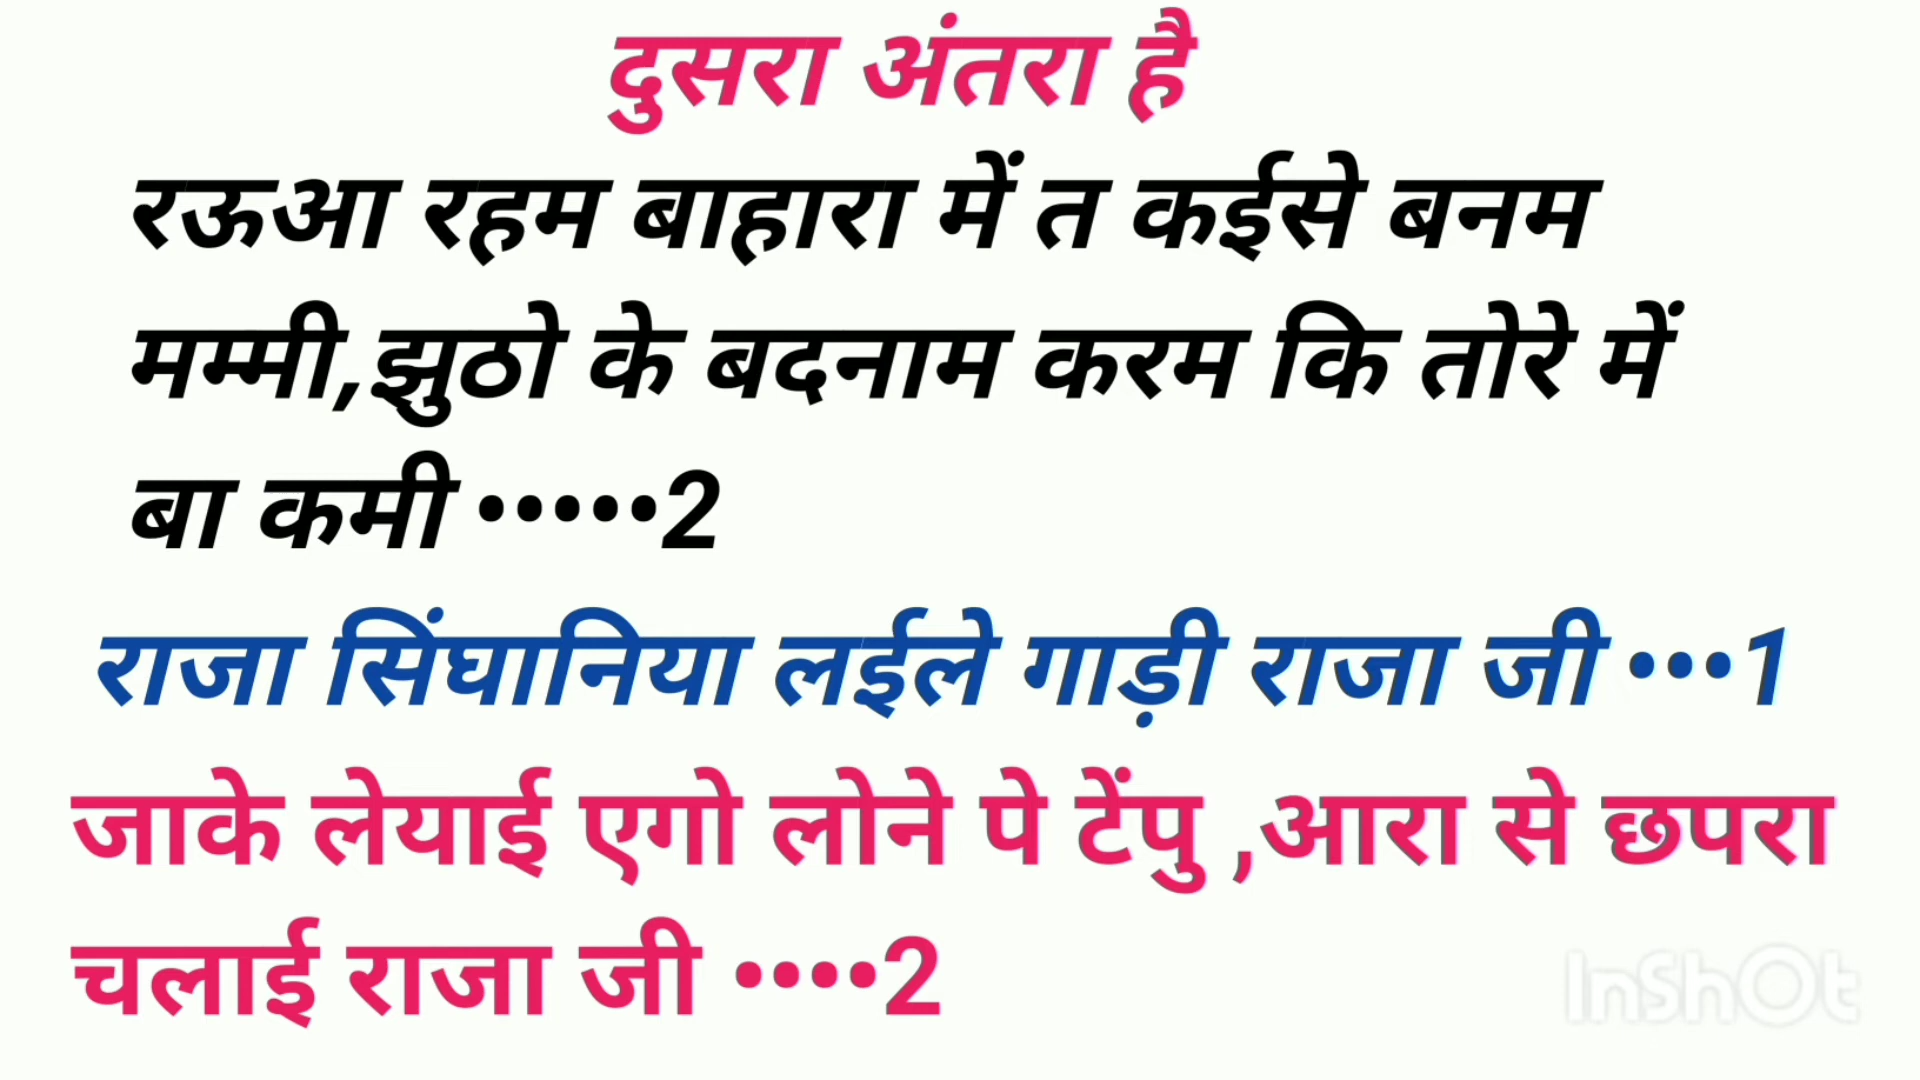 दुसरा अंतरा है
रऊआ रहम बाहारा में त कईसे बनम
मम्मी,झुठो के बदनाम करम कि तोरे में
बा कमी •••••2
राजा सिंघानिया लईले गाड़ी राजा जी •••1
जाके लेयाई एगो लोने पे टेंपु ,आरा से छपरा
चलाई राजा जी ••••2
InShOt